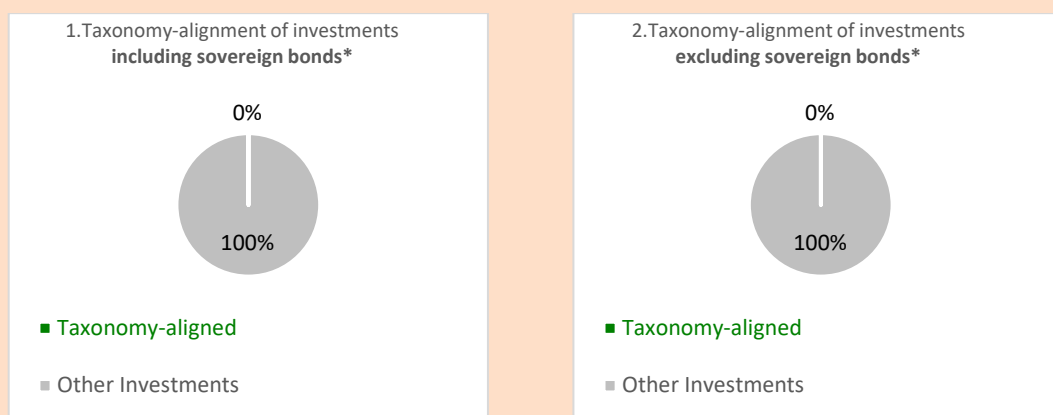 1.Taxonomy-alignment of investments
including sovereign bonds*
0%
100%
Taxonomy-aligned
Other Investments
2.Taxonomy-alignment of investments
excluding sovereign bonds*
0%
100%
Taxonomy-aligned
Other Investments